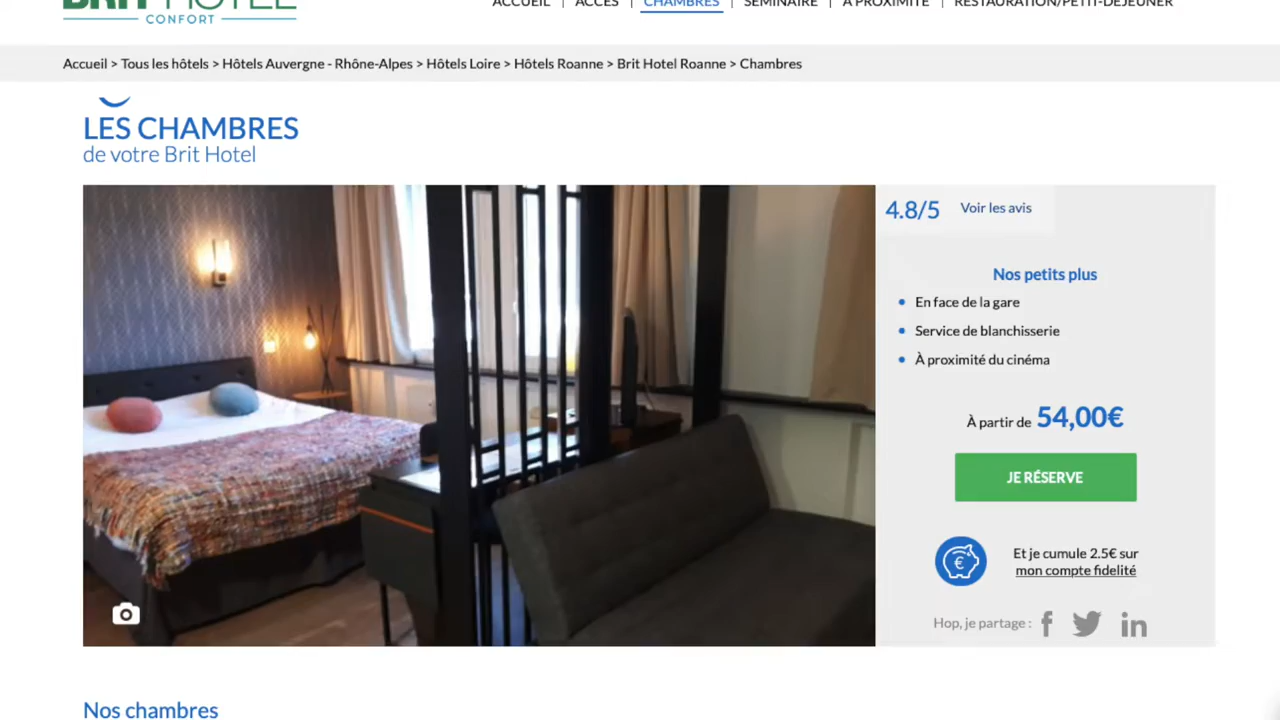 BRIT HOTEL
CONFORT
ACCUEIL | ACCÈS | CHAMBRES | SÉMINAIRE | À PROXIMITÉ | RESTAURATION/PETIT-DÉJEUNER
Accueil > Tous les hôtels > Hôtels Auvergne - Rhône-Alpes > Hôtels Loire > Hôtels Roanne > Brit Hotel Roanne > Chambres
LES CHAMBRES
de votre Brit Hotel
4.8/5 Voir les avis
Nos petits plus
En face de la gare
Service de blanchisserie
À proximité du cinéma
À partir de 54,00€
JE RÉSERVE
Et je cumule 2.5€ sur
mon compte fidelité
Hop, je partage :
Nos chambres